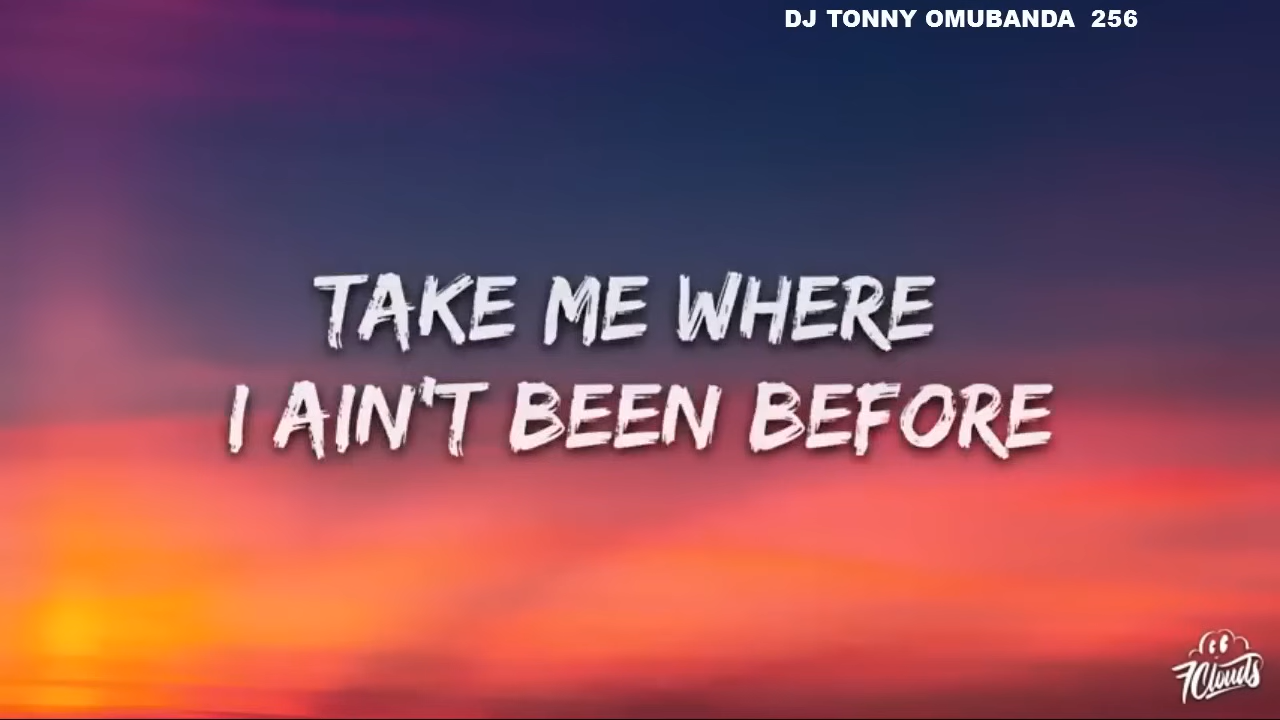 DJ TONNY OMUBANDA 256
TAKE ME WHERE
I AIN'T BEEN BEFORE
7Clouds